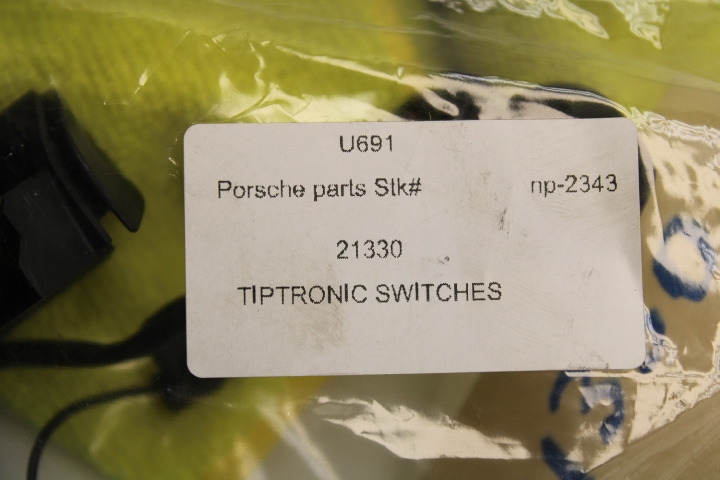 U691
Porsche parts Stk# np-2343
21330
TIPTRONIC SWITCHES